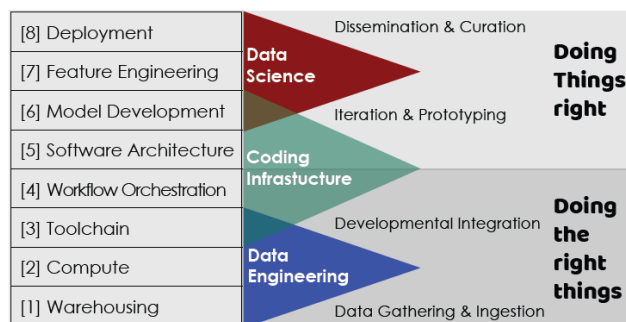 [8] Deployment
[7] Feature Engineering
[6] Model Development
[5] Software Architecture
[4] Workflow Orchestration
[3] Toolchain
[2] Compute
[1] Warehousing
Data
Science
Coding
Infrastucture
Data
Engineering
Dissemination & Curation
Iteration & Prototyping
Developmental Integration
Data Gathering & Ingestion
Doing
Things
right
Doing
the
right
things